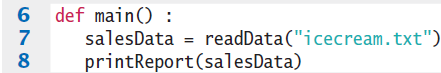 6 def main() :
7 salesData = readData("icecream.txt")
8 printReport(salesData)